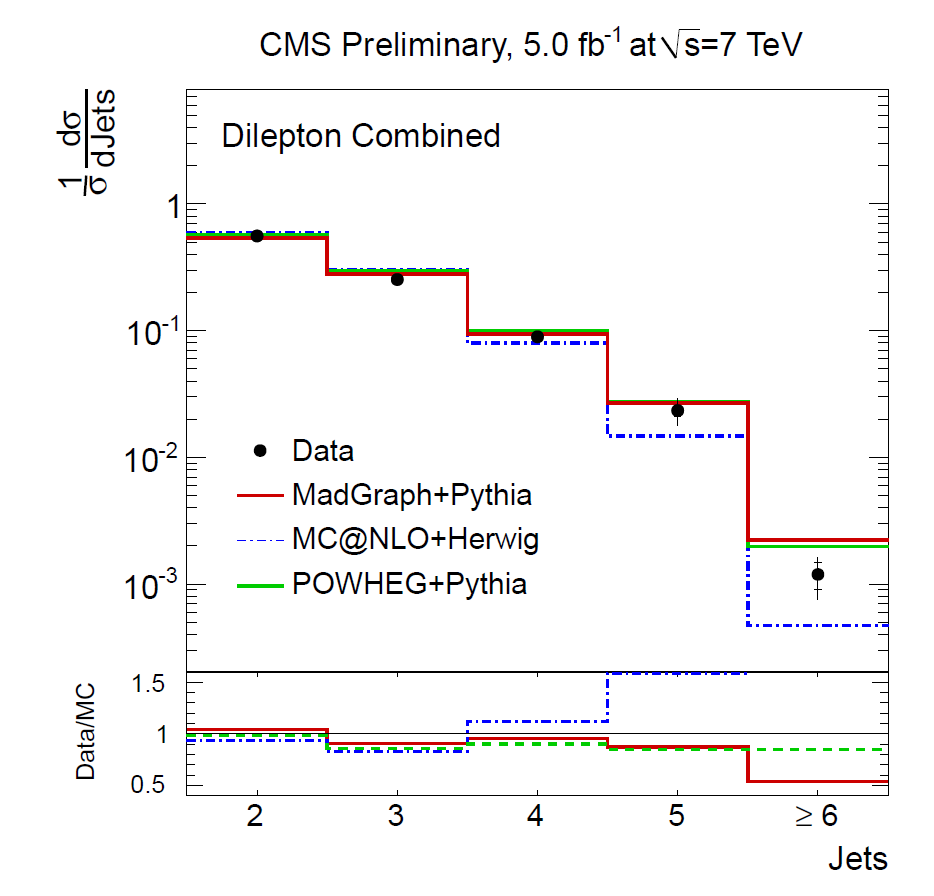 CMS Preliminary, 5.0 fb⁻¹ at √s=7 TeV
1/σ dσ/dJets
Dilepton Combined
1
10⁻¹
10⁻²
10⁻³
Data
MadGraph+Pythia
MC@NLO+Herwig
POWHEG+Pythia
Data/MC
1.5
1
0.5
2 3 4 5 ≥ 6
Jets